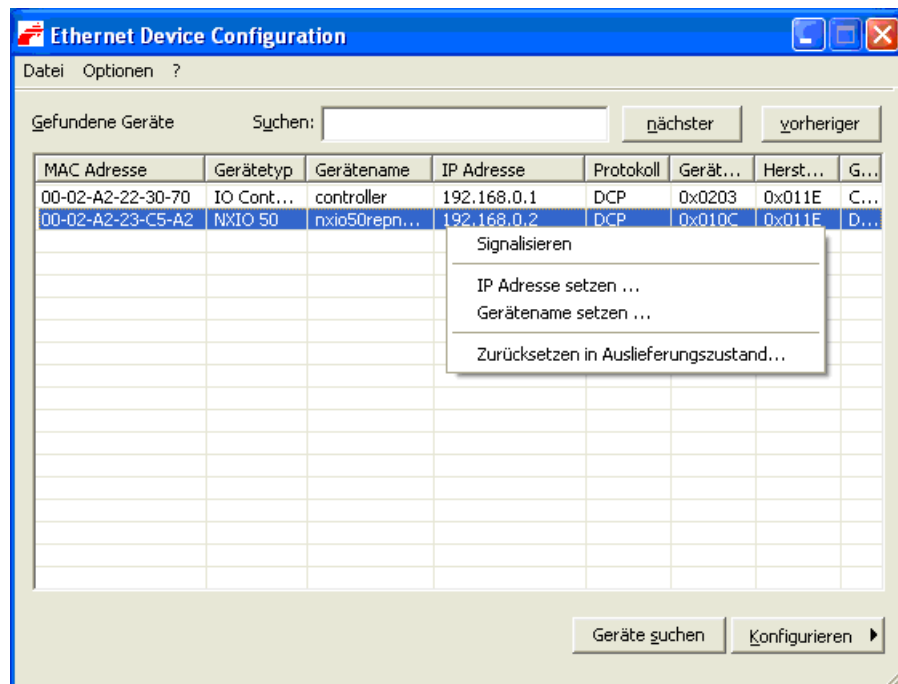 Ethernet Device Configuration
Datei Optionen ?
Gefundene Geräte Suchen: nächster vorheriger
MAC Adresse Gerätetyp Gerätename IP Adresse Protokoll Gerät... Herst... G...
00-02-A2-22-30-70 IO Cont... controller 192.168.0.1 DCP 0x0203 0x011E C...
00-02-A2-23-C5-A2 NXIO 50 nxio50repn... 192.168.0.2 DCP 0x010C 0x011E D...
Signalisieren
IP Adresse setzen ...
Gerätename setzen ...
Zurücksetzen in Auslieferungszustand...
Geräte suchen Konfigurieren